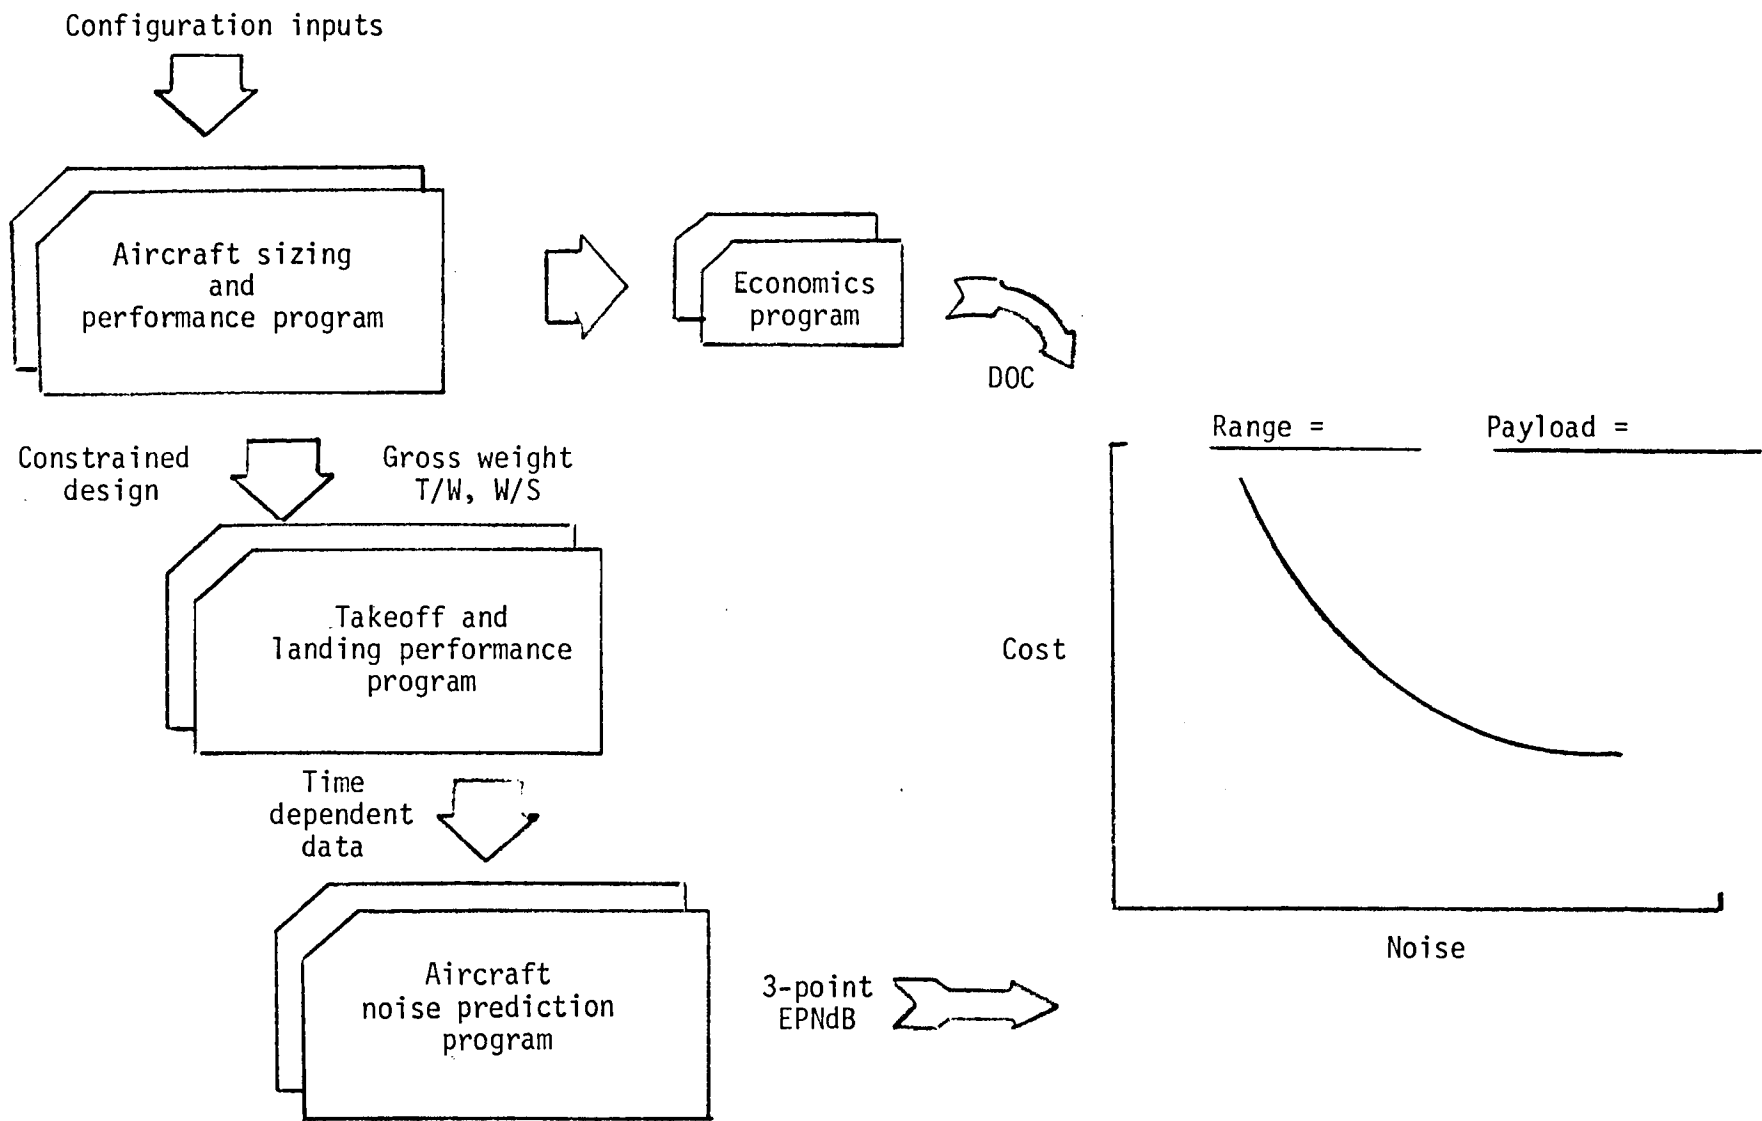 Configuration inputs
Aircraft sizing
and
performance program
Economics
program
DOC
Constrained
design
Gross weight
T/W, W/S
Takeoff and
landing performance
program
Time
dependent
data
Aircraft
noise prediction
program
3-point
EPNdB
Range =
Payload =
Cost
Noise